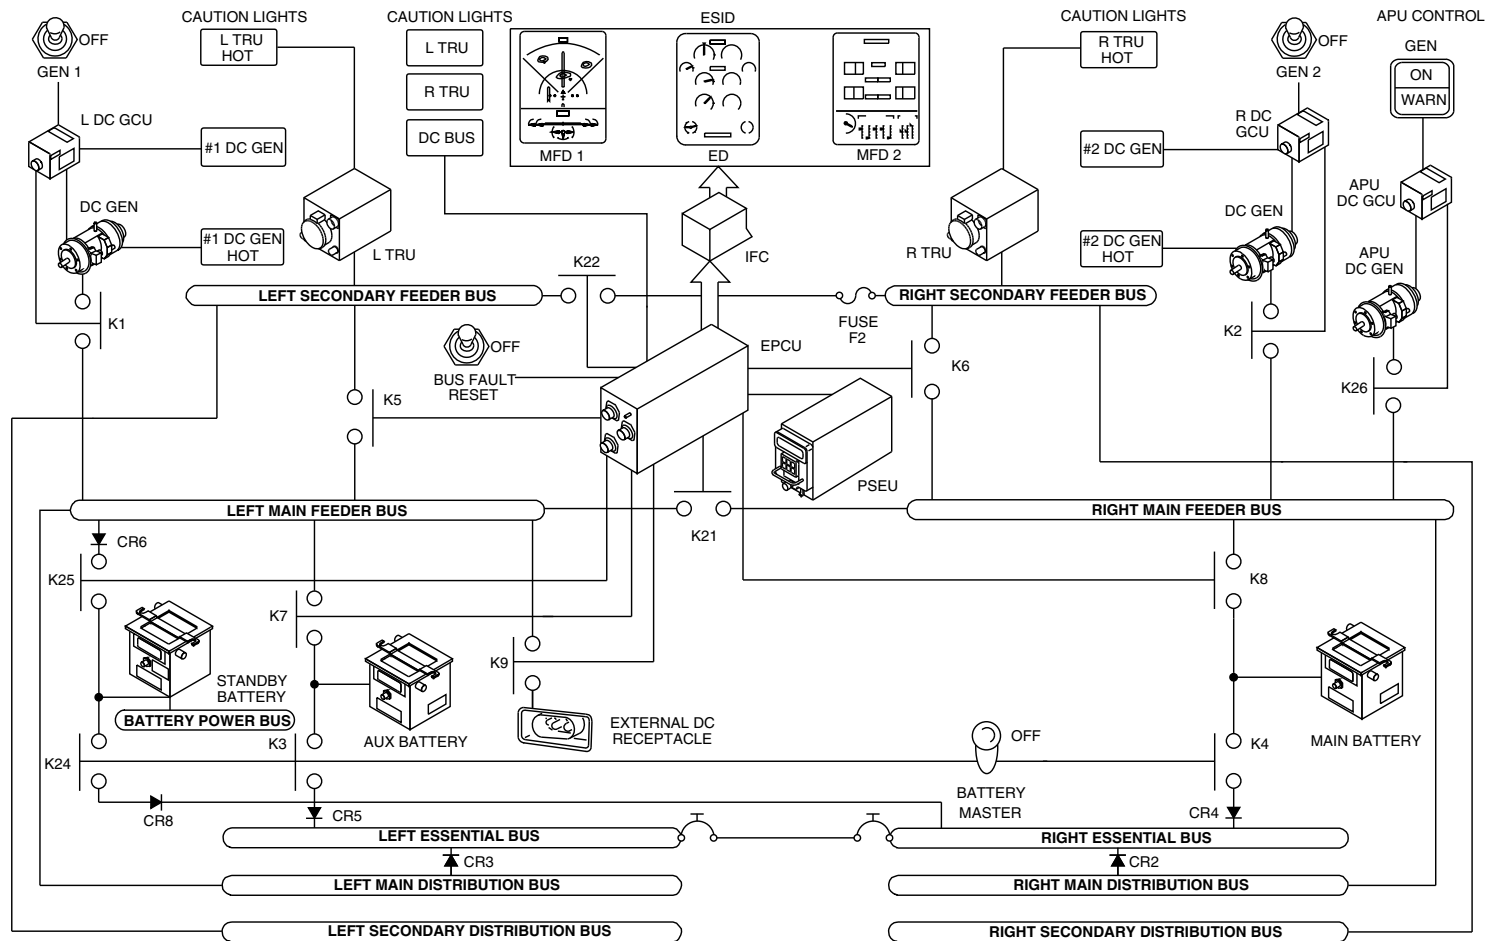 CAUTION LIGHTS
CAUTION LIGHTS
ESID
CAUTION LIGHTS
APU CONTROL
OFF
GEN 1
L TRU
HOT
L TRU
R TRU
DC BUS
MFD 1
ED
MFD 2
R TRU
HOT
OFF
GEN 2
GEN
ON
WARN
L DC GCU
#1 DC GEN
R DC
GCU
#2 DC GEN
APU
DC GCU
DC GEN
#1 DC GEN
HOT
L TRU
IFC
R TRU
#2 DC GEN
HOT
DC GEN
APU
DC GEN
K22
LEFT SECONDARY FEEDER BUS
RIGHT SECONDARY FEEDER BUS
K1
FUSE
F2
K2
OFF
BUS FAULT
RESET
EPCU
K6
K26
K5
PSEU
LEFT MAIN FEEDER BUS
RIGHT MAIN FEEDER BUS
K21
CR6
K25
K7
K8
K9
STANDBY
BATTERY
BATTERY POWER BUS
AUX BATTERY
EXTERNAL DC
RECEPTACLE
MAIN BATTERY
K24
K3
OFF
K4
BATTERY
MASTER
CR8
CR5
CR4
LEFT ESSENTIAL BUS
RIGHT ESSENTIAL BUS
CR3
CR2
LEFT MAIN DISTRIBUTION BUS
RIGHT MAIN DISTRIBUTION BUS
LEFT SECONDARY DISTRIBUTION BUS
RIGHT SECONDARY DISTRIBUTION BUS